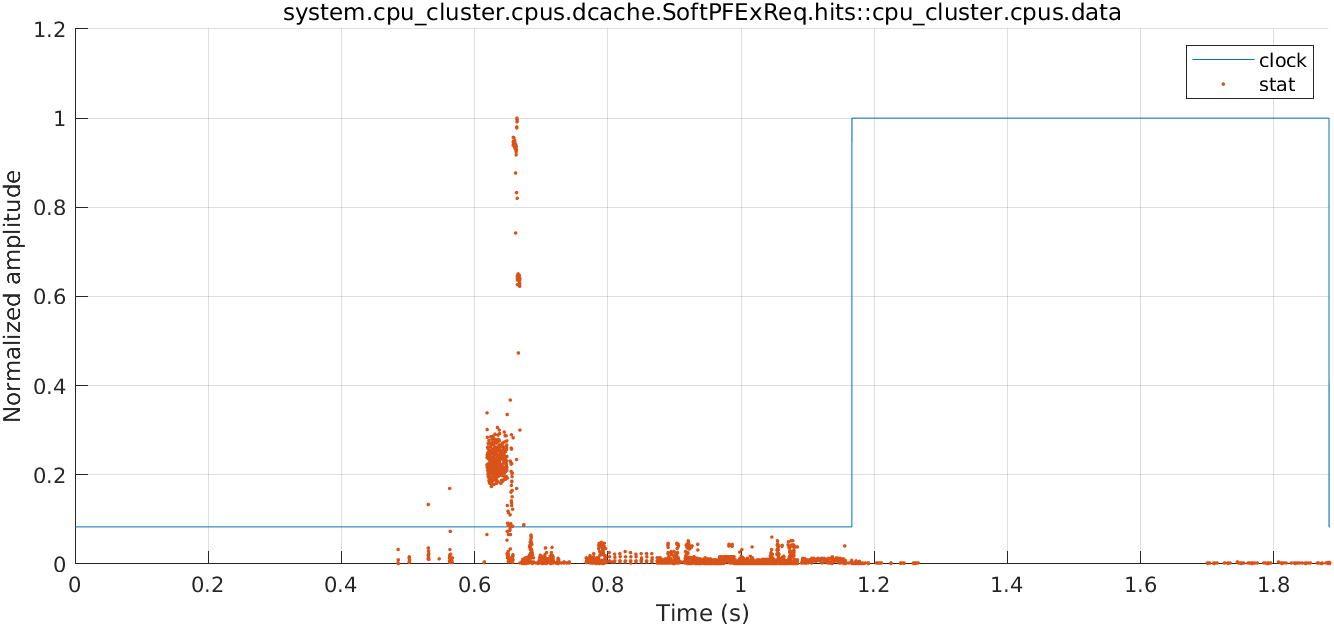 system.cpu_cluster.cpus.dcache.SoftPFExReq.hits::cpu_cluster.cpus.data
1.2
clock
stat
1
0.8
Normalized amplitude
0.6
0.4
0.2
0
0 0.2 0.4 0.6 0.8 1 1.2 1.4 1.6 1.8
Time (s)